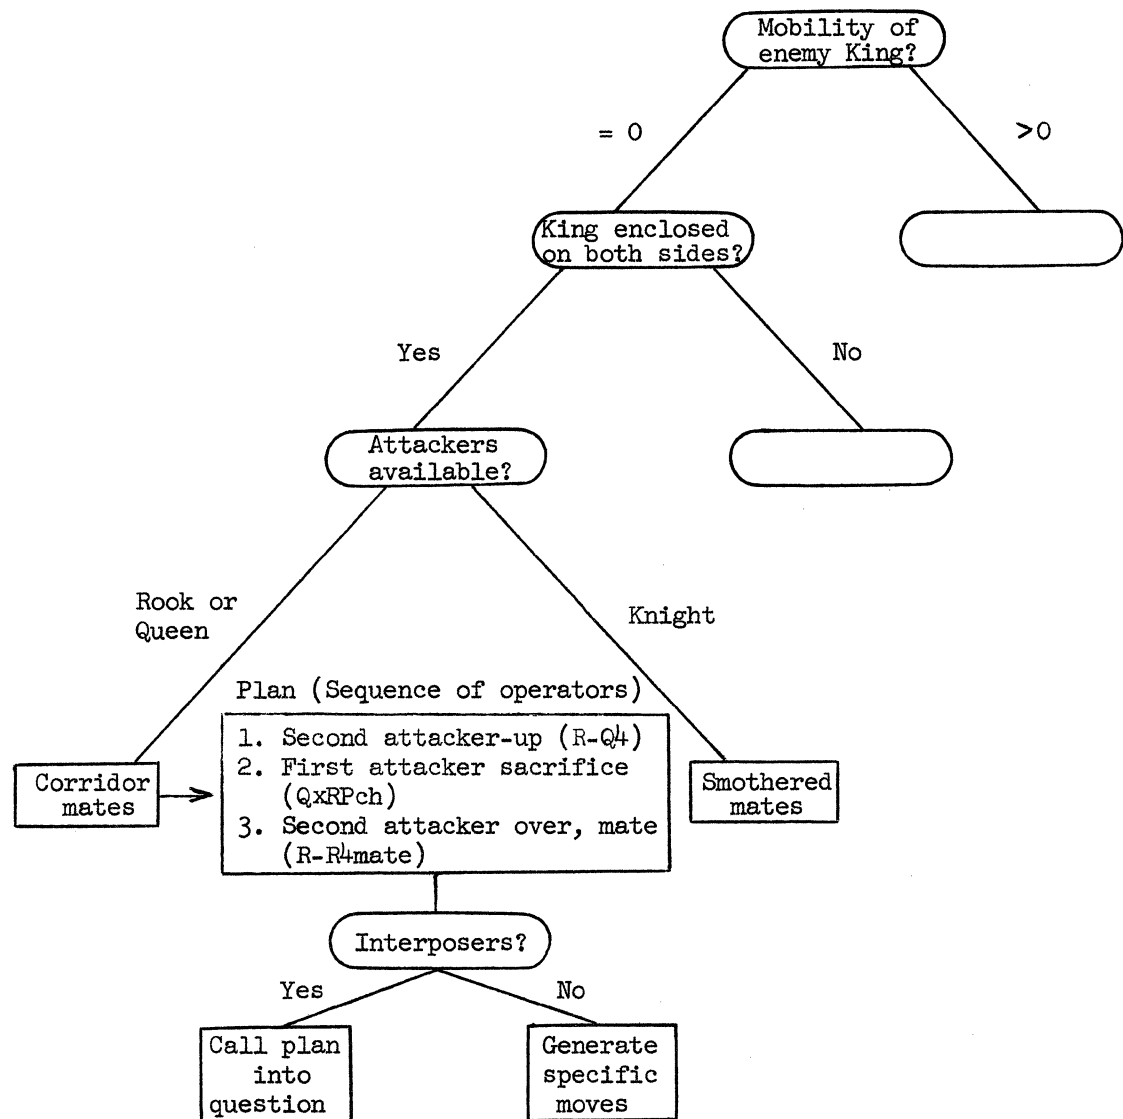 Mobility of
enemy King?
= 0
>0
King enclosed
on both sides?
Yes
No
Attackers
available?
Rook or
Queen
Knight
Plan (Sequence of operators)
1. Second attacker-up (R-Q4)
2. First attacker sacrifice
(QxRPch)
3. Second attacker over, mate
(R-R4mate)
Corridor
mates
Smothered
mates
Interposers?
Yes
No
Call plan
into
question
Generate
specific
moves